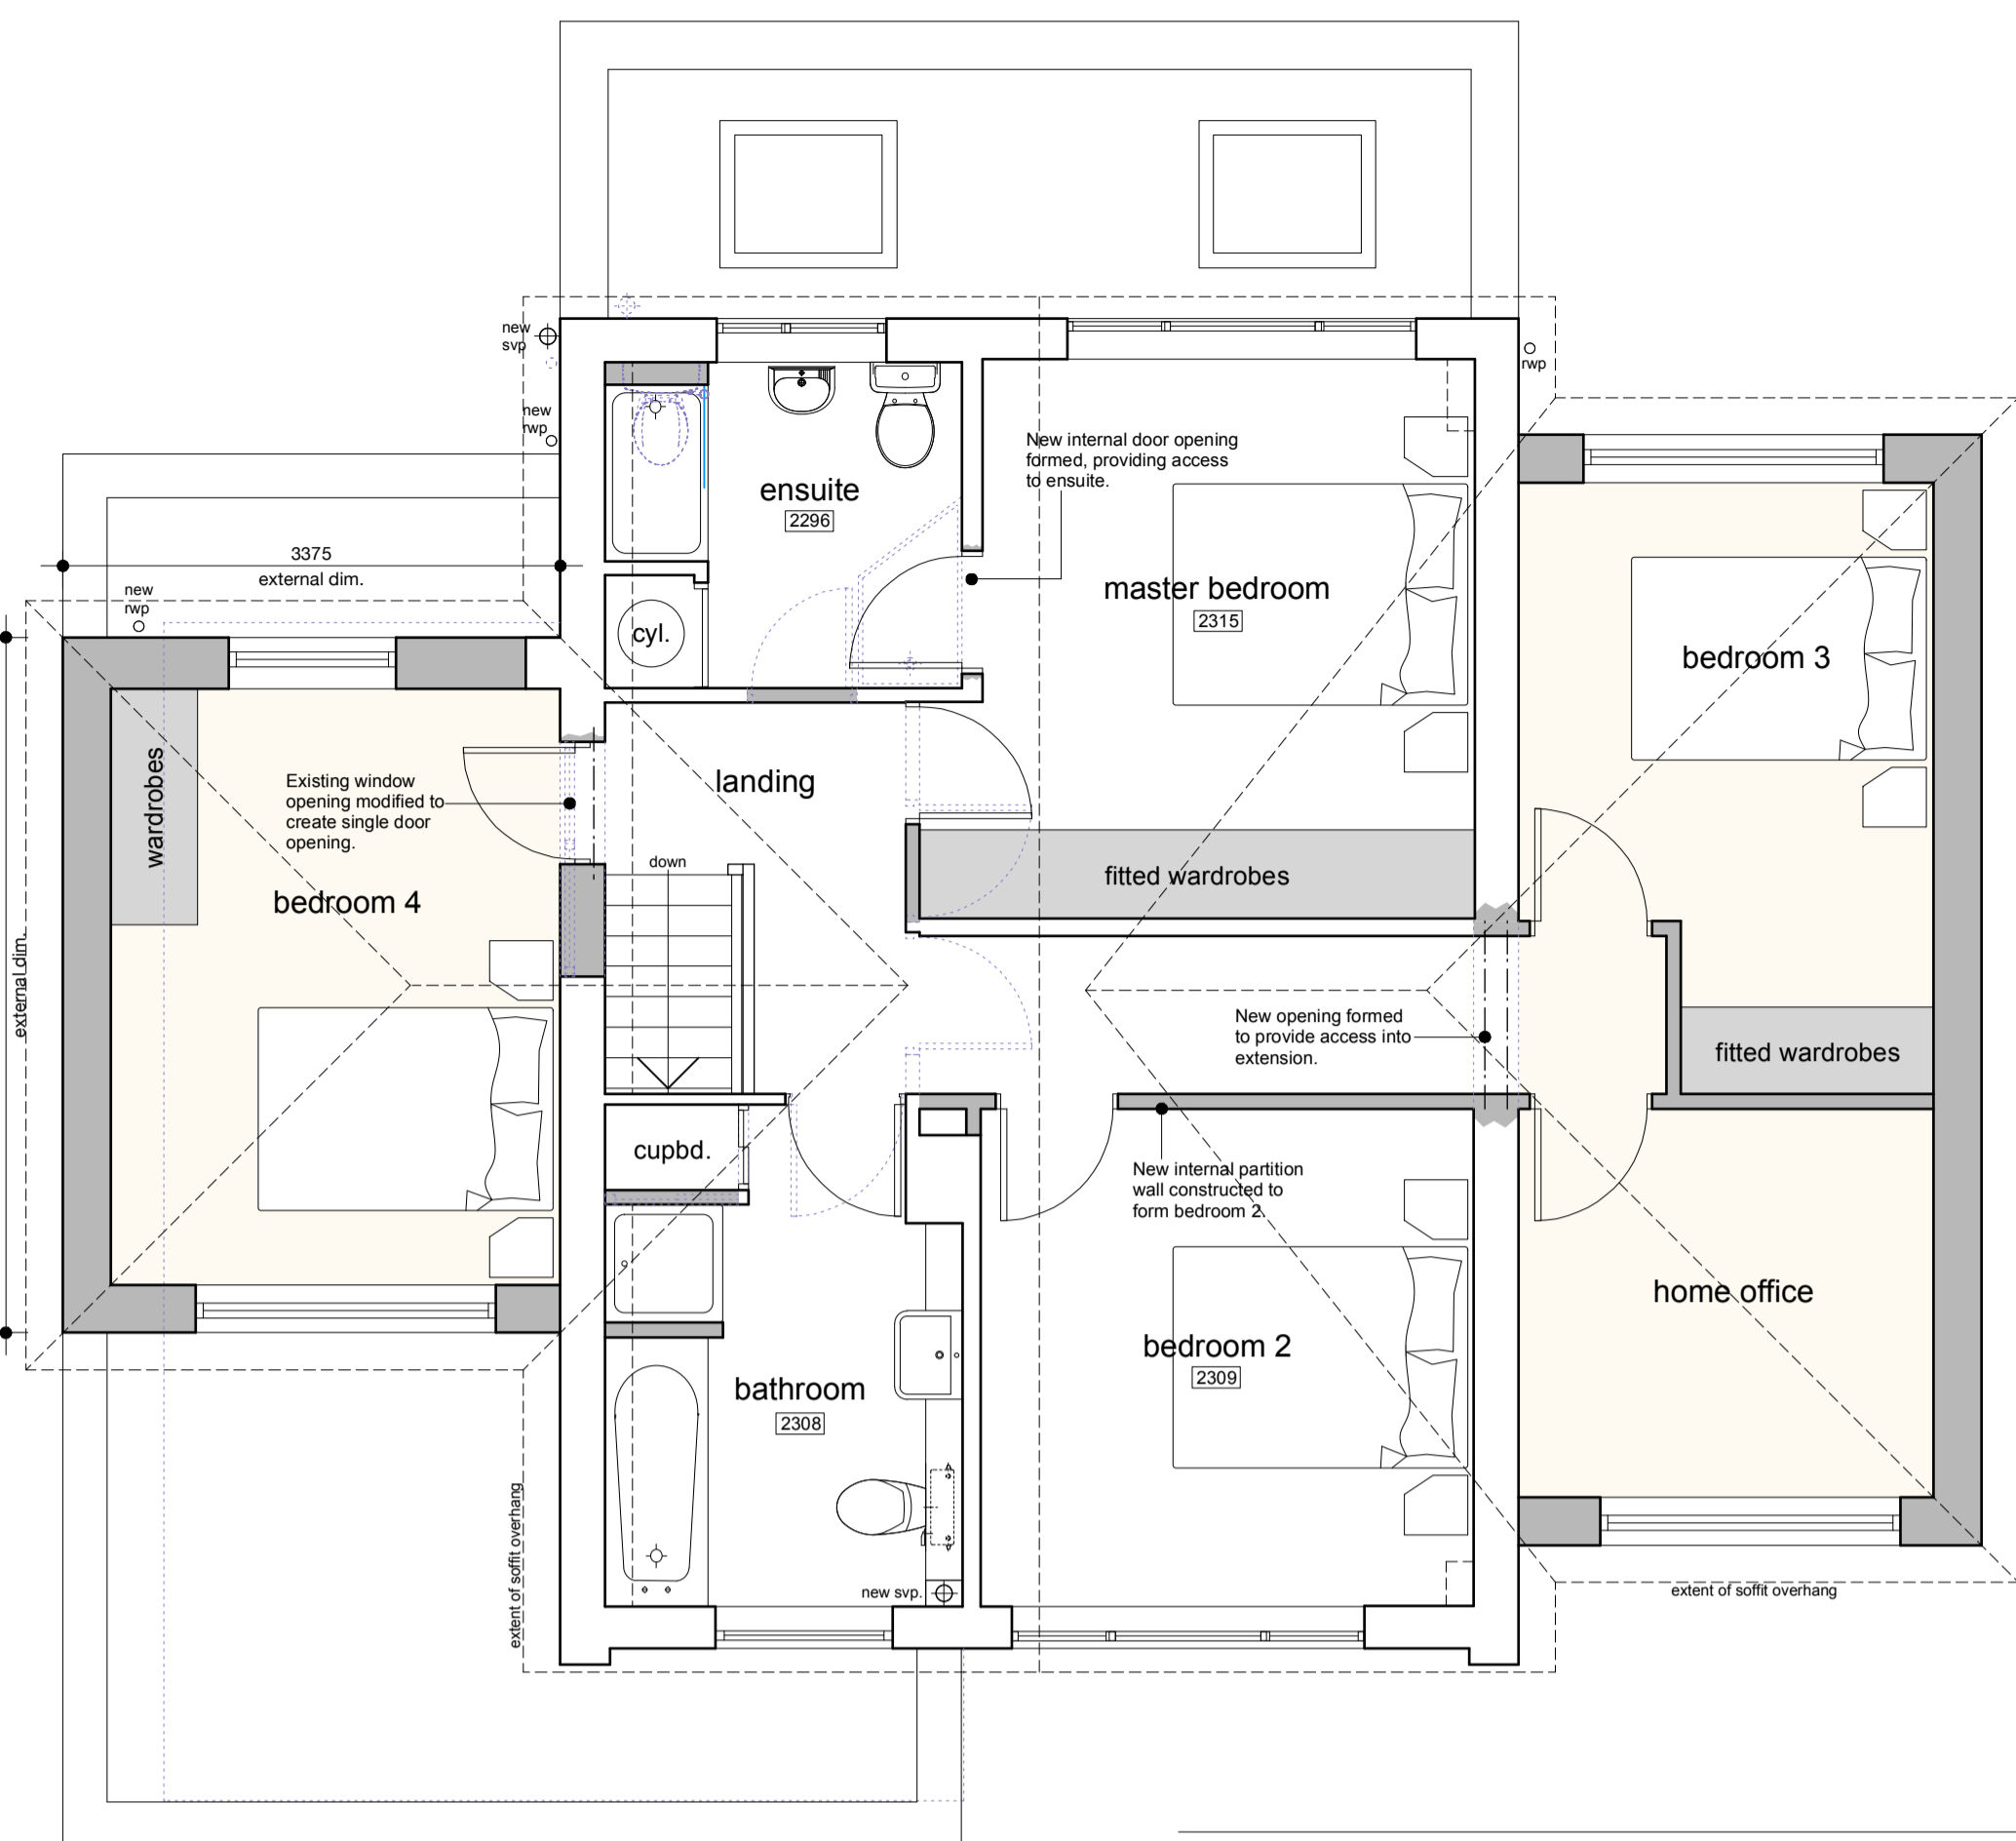 new
svp
rwp
new
rwp
New internal door opening
formed, providing access
to ensuite.
ensuite
2296
3375
external dim.
new
rwp
master bedroom
2315
cyl.
bedroom 3
wardrobes
Existing window
opening modified to
create single door
opening.
landing
down
fitted wardrobes
bedroom 4
external dim.
New opening formed
to provide access into
extension.
fitted wardrobes
cupbd.
New internal partition
wall constructed to
form bedroom 2.
home office
bedroom 2
2309
bathroom
2308
extent of soffit overhang
new svp.
extent of soffit overhang